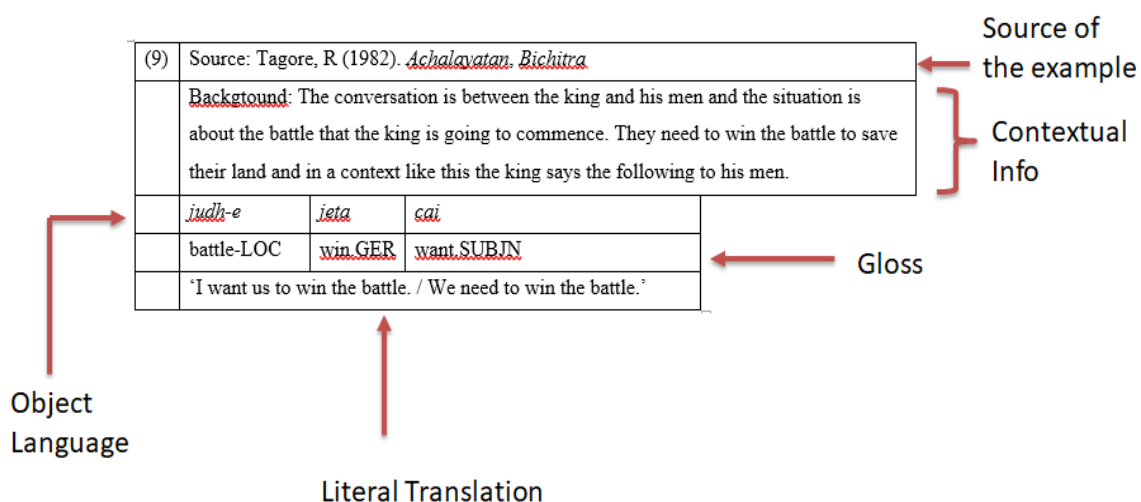 Source of
the example
(9) Source: Tagore, R (1982). Achalayatan, Bichitra
Backgtound: The conversation is between the king and his men and the situation is
about the battle that the king is going to commence. They need to win the battle to save
their land and in a context like this the king says the following to his men.
Contextual
Info
judh-e jeta cai
battle-LOC win.GER want.SUBJN
Gloss
‘I want us to win the battle. / We need to win the battle.’
Object
Language
Literal Translation